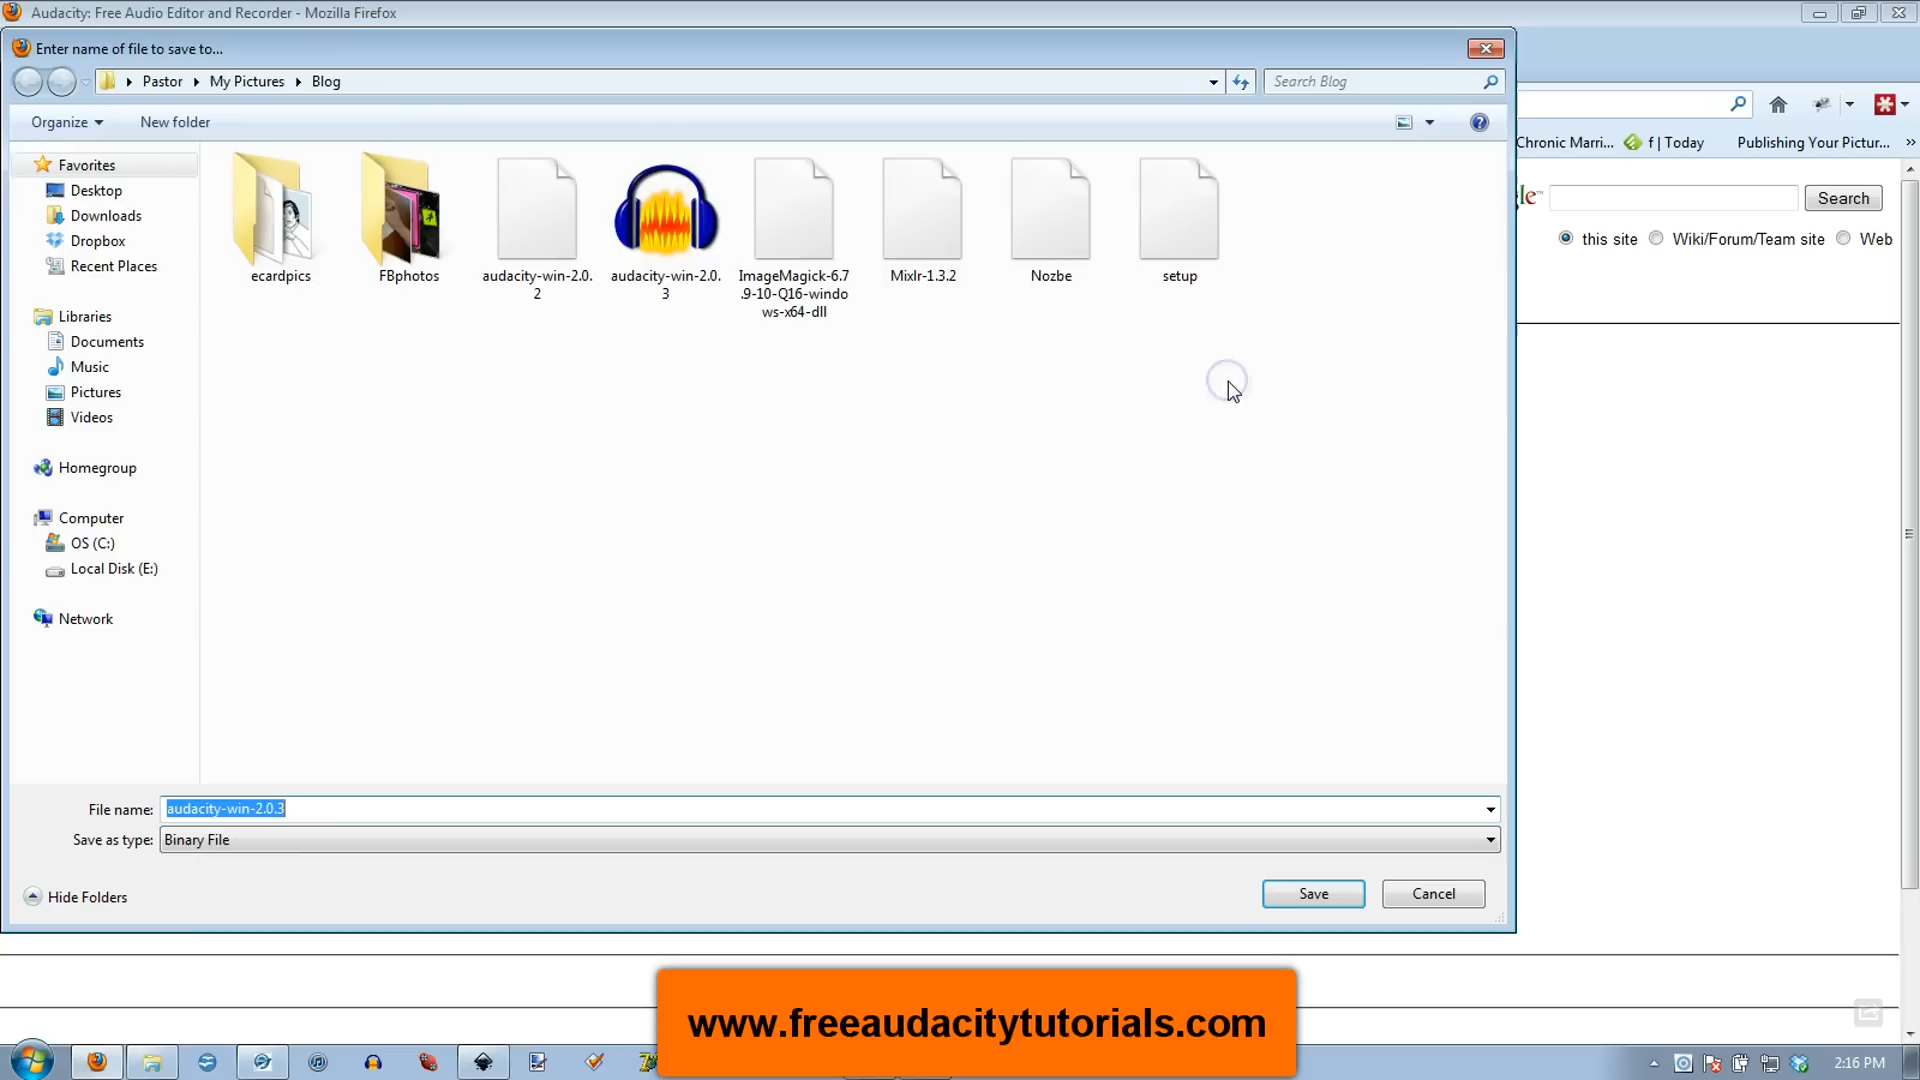 Audacity: Free Audio Editor and Recorder - Mozilla Firefox
Enter name of file to save to...
Pastor
My Pictures
Blog
Search Blog
Organize
New folder
Chronic Marri...
f | Today
Publishing Your Pictur...
Favorites
Desktop
Downloads
Dropbox
Recent Places
Libraries
Documents
Music
Pictures
Videos
Homegroup
Computer
OS (C:)
Local Disk (E:)
Network
ecardpics
FBphotos
audacity-win-2.0.
2
audacity-win-2.0.
3
ImageMagick-6.7
.9-10-Q16-windo
ws-x64-dll
Mixlr-1.3.2
Nozbe
setup
Search
this site
Wiki/Forum/Team site
Web
File name:
audacity-win-2.0.3
Save as type:
Binary File
Hide Folders
Save
Cancel
www.freeaudacitytutorials.com
2:16 PM